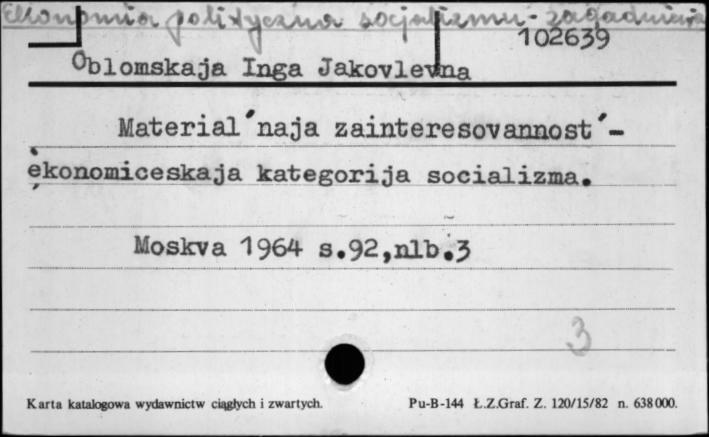 Ekonomia polityczna socjalizmu - zagadnienia
102639
Oblomskaja Inga Jakovlevna
Material'naja zainteresovannost'-
ėkonomiceskaja kategorija socializma.
Moskva 1964 s.92,nlb.3
3
Karta katalogowa wydawnictw ciągłych i zwartych.
Pu-B-144 Ł.Z.Graf. Z. 120/15/82 n. 638000.